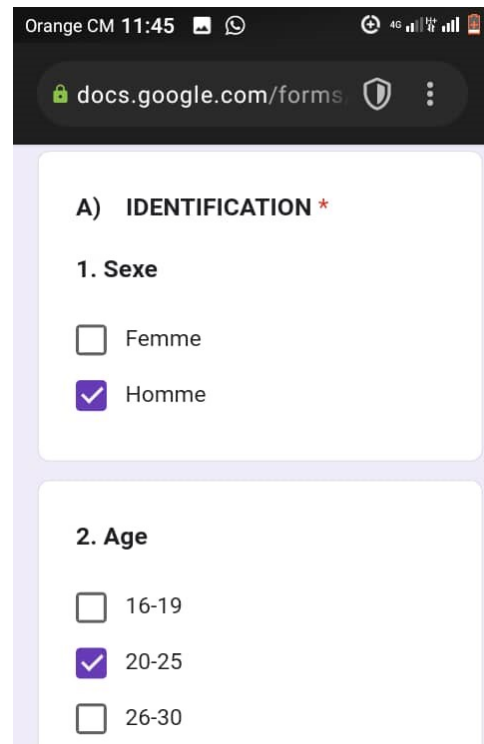 Orange CM 11:45 4G H+
docs.google.com/forms
A) IDENTIFICATION *
1. Sexe
Femme
Homme
2. Age
16-19
20-25
26-30